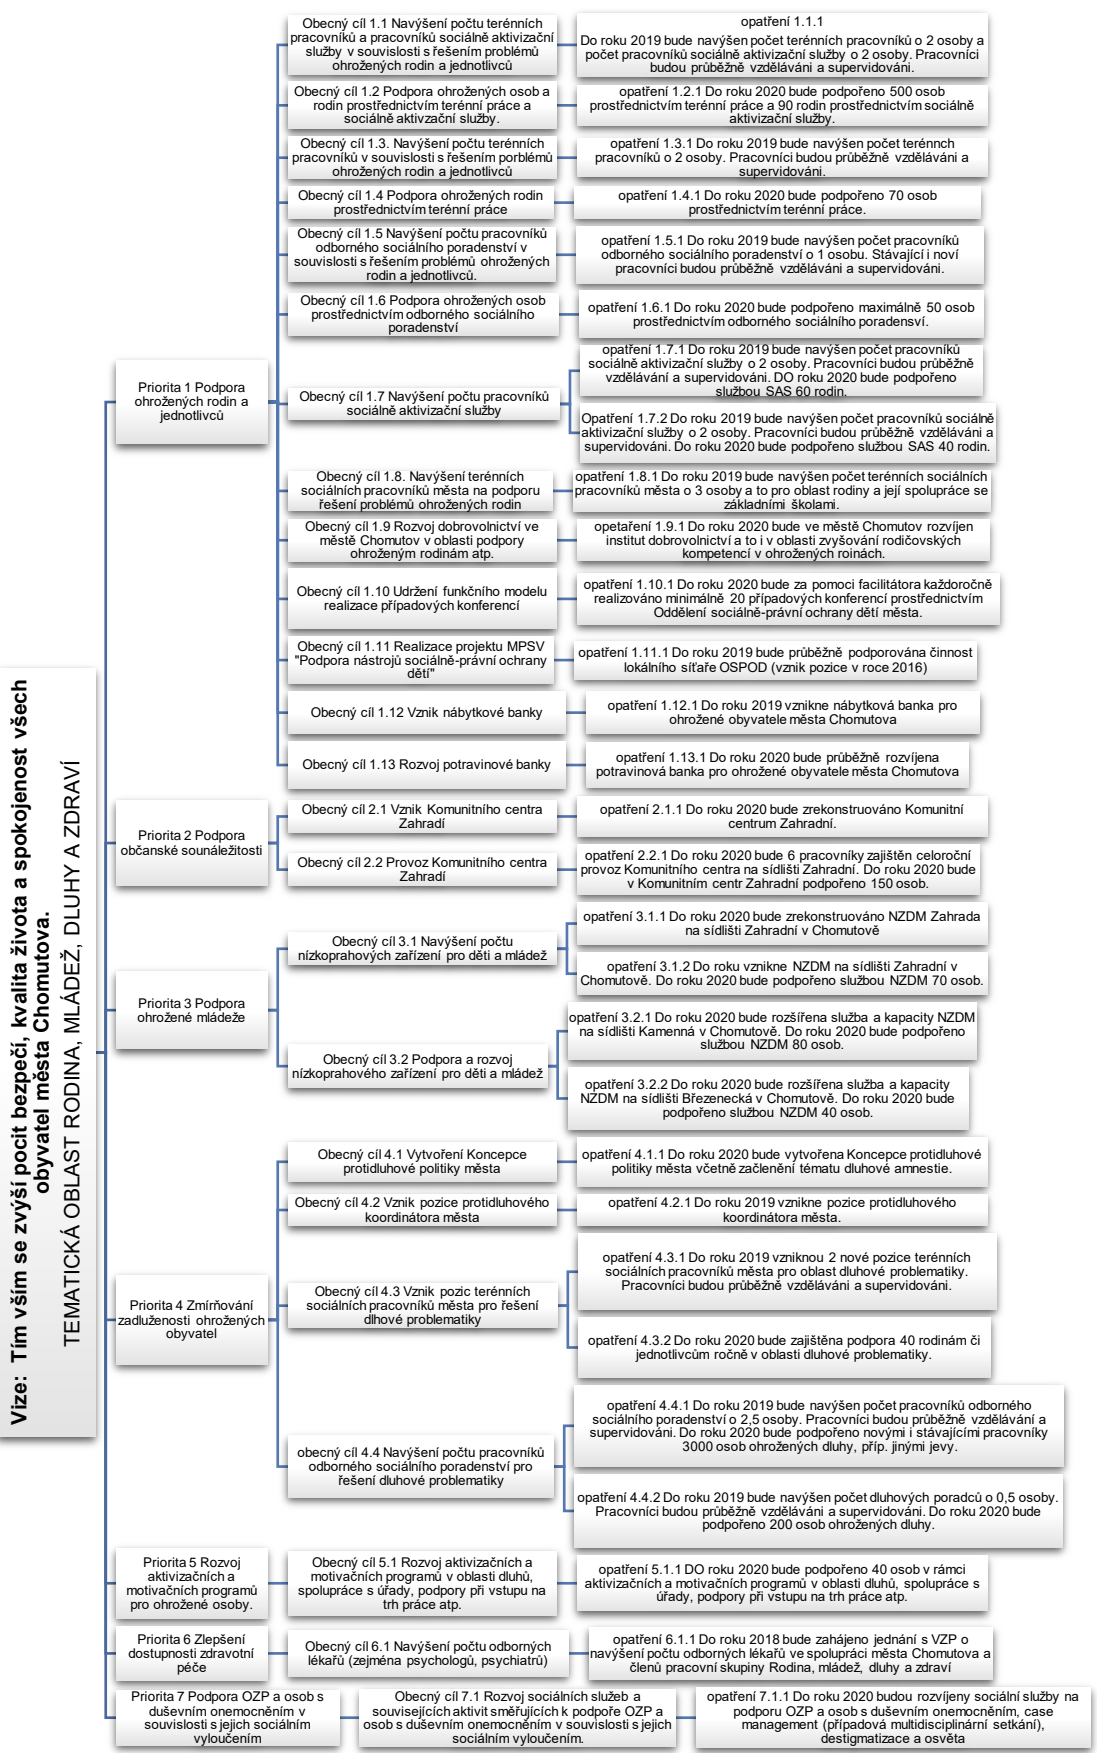 Vize: Tím vším se zvýší pocit bezpečí, kvalita života a spokojenost všech
obyvatel města Chomutova.
TEMATICKÁ OBLAST RODINA, MLÁDEŽ, DLUHY A ZDRAVÍ
Priorita 1 Podpora
ohrožených rodin a
jednotlivců
Obecný cíl 1.1 Navýšení počtu terénních
pracovníků a pracovníků sociálně aktivizační
služby v souvislosti s řešením problémů
ohrožených rodin a jednotlivců
opatření 1.1.1
Do roku 2019 bude navýšen počet terénních pracovníků o 2 osoby a
počet pracovníků sociálně aktivizační služby o 2 osoby. Pracovníci
budou průběžně vzděláváni a supervidováni.
Obecný cíl 1.2 Podpora ohrožených osob a
rodin prostřednictvím terénní práce a
sociálně aktivzační služby.
opatření 1.2.1 Do roku 2020 bude podpořeno 500 osob
prostřednictvím terénní práce a 90 rodin prostřednictvím sociálně
aktivizační služby.
Obecný cíl 1.3. Navýšení počtu terénních
pracovníků v souvislosti s řešením porblémů
ohrožených rodin a jednotlivců
opatření 1.3.1 Do roku 2019 bude navýšen počet terénnch
pracovníků o 2 osoby. Pracovníci budou průběžně vzděláváni a
supervidováni.
Obecný cíl 1.4 Podpora ohrožených rodin
prostřednictvím terénní práce
opatření 1.4.1 Do roku 2020 bude podpořeno 70 osob
prostřednictvím terénní práce.
Obecný cíl 1.5 Navýšení počtu pracovníků
odborného sociálního poradenství v
souvislosti s řešením problémů ohrožených
rodin a jednotlivců.
opatření 1.5.1 Do roku 2019 bude navýšen počet pracovníků
odborného sociálního poradenství o 1 osobu. Stávající i noví
pracovníci budou průběžně vzděláváni a supervidováni.
Obecný cíl 1.6 Podpora ohrožených osob
prostřednictvím odborného sociálního
poradenství
opatření 1.6.1 Do roku 2020 bude podpořeno maximálně 50 osob
prostřednictvím odborného sociálního poradensví.
Obecný cíl 1.7 Navýšení počtu pracovníků
sociálně aktivizační služby
opatření 1.7.1 Do roku 2019 bude navýšen počet pracovníků
sociálně aktivizační služby o 2 osoby. Pracovníci budou průběžně
vzdělávání a supervidováni. DO roku 2020 bude podpořeno
službou SAS 60 rodin.
Opatření 1.7.2 Do roku 2019 bude navýšen počet pracovníků sociálně
aktivizační služby o 2 osoby. Pracovníci budou průběžně vzděláváni a
supervidováni. Do roku 2020 bude podpořeno službou SAS 40 rodin.
Obecný cíl 1.8. Navýšení terénních
sociálních pracovníků města na podporu
řešení problémů ohrožených rodin
opatření 1.8.1 Do roku 2019 bude navýšen počet terénních sociálních
pracovníků města o 3 osoby a to pro oblast rodiny a její spolupráce se
základními školami.
Obecný cíl 1.9 Rozvoj dobrovolnictví ve
městě Chomutov v oblasti podpory
ohroženým rodinám atp.
opetaření 1.9.1 Do roku 2020 bude ve městě Chomutov rozvíjen
institut dobrovolnictví a to i v oblasti zvyšování rodičovských
kompetencí v ohrožených roinách.
Obecný cíl 1.10 Udržení funkčního modelu
realizace případových konferencí
opatření 1.10.1 Do roku 2020 bude za pomoci facilitátora každoročně
realizováno minimálně 20 případových konferencí prostřednictvím
Oddělení sociálně-právní ochrany dětí města.
Obecný cíl 1.11 Realizace projektu MPSV
"Podpora nástrojů sociálně-právní ochrany
dětí"
opatření 1.11.1 Do roku 2019 bude průběžně podporována činnost
lokálního síťaře OSPOD (vznik pozice v roce 2016)
Obecný cíl 1.12 Vznik nábytkové banky
opatření 1.12.1 Do roku 2019 vznikne nábytková banka pro
ohrožené obyvatele města Chomutova
Obecný cíl 1.13 Rozvoj potravinové banky
opatření 1.13.1 Do roku 2020 bude průběžně rozvíjena
potravinová banka pro ohrožené obyvatele města Chomutova
Priorita 2 Podpora
občanské sounáležitosti
Obecný cíl 2.1 Vznik Komunitního centra
Zahradí
opatření 2.1.1 Do roku 2020 bude zrekonstruováno Komunitní
centrum Zahradní.
Obecný cíl 2.2 Provoz Komunitního centra
Zahradí
opatření 2.2.1 Do roku 2020 bude 6 pracovníky zajištěn celoroční
provoz Komunitního centra na sídlišti Zahradní. Do roku 2020 bude
v Komunitním centr Zahradní podpořeno 150 osob.
Priorita 3 Podpora
ohrožené mládeže
Obecný cíl 3.1 Navýšení počtu
nízkoprahových zařízení pro děti a mládež
opatření 3.1.1 Do roku 2020 bude zrekonstruováno NZDM Zahrada
na sídlišti Zahradní v Chomutově
opatření 3.1.2 Do roku vznikne NZDM na sídlišti Zahradní v
Chomutově. Do roku 2020 bude podpořeno službou NZDM 70 osob.
Obecný cíl 3.2 Podpora a rozvoj
nízkoprahového zařízení pro děti a mládež
opatření 3.2.1 Do roku 2020 bude rozšířena služba a kapacity NZDM
na sídlišti Kamenná v Chomutově. Do roku 2020 bude podpořeno
službou NZDM 80 osob.
opatření 3.2.2 Do roku 2020 bude rozšířena služba a kapacity
NZDM na sídlišti Březenecká v Chomutově. Do roku 2020 bude
podpořeno službou NZDM 40 osob.
Priorita 4 Zmírňování
zadluženosti ohrožených
obyvatel
Obecný cíl 4.1 Vytvoření Koncepce
protidluhové politiky města
opatření 4.1.1 Do roku 2020 bude vytvořena Koncepce protidluhové
politiky města včetně začlenění tématu dluhové amnestie.
Obecný cíl 4.2 Vznik pozice protidluhového
koordinátora města
opatření 4.2.1 Do roku 2019 vznikne pozice protidluhového
koordinátora města.
Obecný cíl 4.3 Vznik pozic terénních
sociálních pracovníků města pro řešení
dlhové problematiky
opatření 4.3.1 Do roku 2019 vzniknou 2 nové pozice terénních
sociálních pracovníků města pro oblast dluhové problematiky.
Pracovníci budou průběžně vzděláváni a supervidováni.
opatření 4.3.2 Do roku 2020 bude zajištěna podpora 40 rodinám či
jednotlivcům ročně v oblasti dluhové problematiky.
obecný cíl 4.4 Navýšení počtu pracovníků
odborného sociálního poradenství pro
řešení dluhové problematiky
opatření 4.4.1 Do roku 2019 bude navýšen počet pracovníků odborného
sociálního poradenství o 2,5 osoby. Pracovníci budou průběžně vzdělávání a
supervidováni. Do roku 2020 bude podpořeno novými i stávajícími pracovníky
3000 osob ohrožených dluhy, příp. jinými jevy.
opatření 4.4.2 Do roku 2019 bude navýšen počet dluhových poradců o 0,5 osoby.
Pracovníci budou průběžně vzděláváni a supervidováni. Do roku 2020 bude
podpořeno 200 osob ohrožených dluhy.
Priorita 5 Rozvoj
aktivizačních a
motivačních programů
pro ohrožené osoby.
Obecný cíl 5.1 Rozvoj aktivizačních a
motivačních programů v oblasti dluhů,
spolupráce s úřady, podpory při vstupu na
trh práce atp.
opatření 5.1.1 DO roku 2020 bude podpořeno 40 osob v rámci
aktivizačních a motivačních programů v oblasti dluhů, spolupráce s
úřady, podpory při vstupu na trh práce atp.
Priorita 6 Zlepšení
dostupnosti zdravotní
péče
Obecný cíl 6.1 Navýšení počtu odborných
lékařů (zejména psychologů, psychiatrů)
opatření 6.1.1 Do roku 2018 bude zahájeno jednání s VZP o
navýšení počtu odborných lékařů ve spolupráci města Chomutova a
členů pracovní skupiny Rodina, mládež, dluhy a zdraví
Priorita 7 Podpora OZP a osob s
duševním onemocněním v
souvislosti s jejich sociálním
vyloučením
Obecný cíl 7.1 Rozvoj sociálních služeb a
souvisejících aktivit směřujících k podpoře OZP a
osob s duševním onemocněním v souvislosti s jejich
sociálním vyloučením.
opatření 7.1.1 Do roku 2020 budou rozvíjeny sociální služby na
podporu OZP a osob s duševním onemocněním, case
management (případová multidisciplinární setkání),
destigmatizace a osvěta